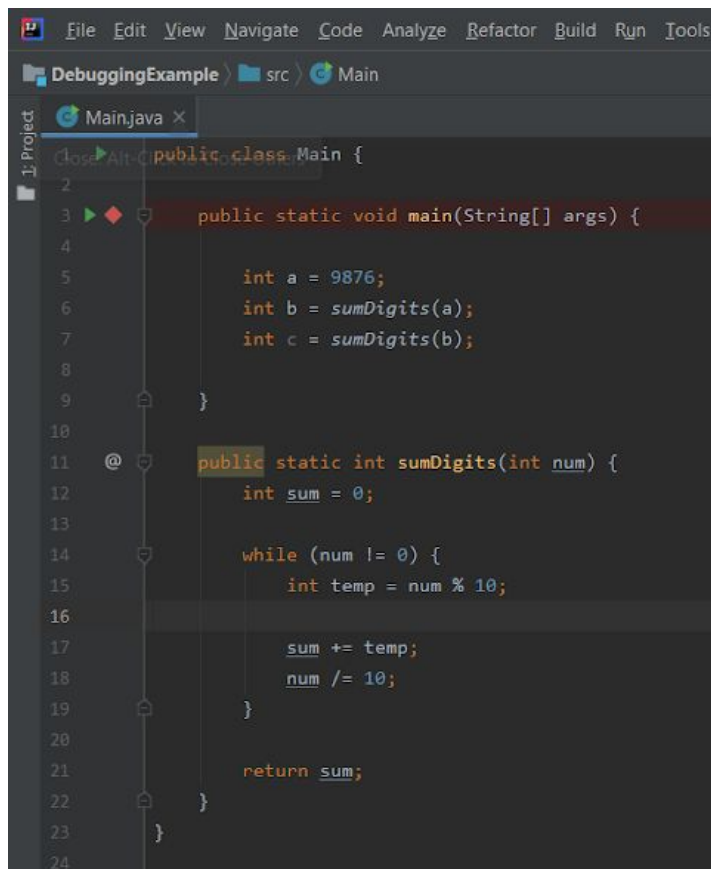 File Edit View Navigate Code Analyze Refactor Build Run Tools
DebuggingExample src Main
1: Project
Main.java
1 public class Main {
2
3 public static void main(String[] args) {
4
5 int a = 9876;
6 int b = sumDigits(a);
7 int c = sumDigits(b);
8
9 }
10
11 @ public static int sumDigits(int num) {
12 int sum = 0;
13
14 while (num != 0) {
15 int temp = num % 10;
16
17 sum += temp;
18 num /= 10;
19 }
20
21 return sum;
22 }
23 }
24